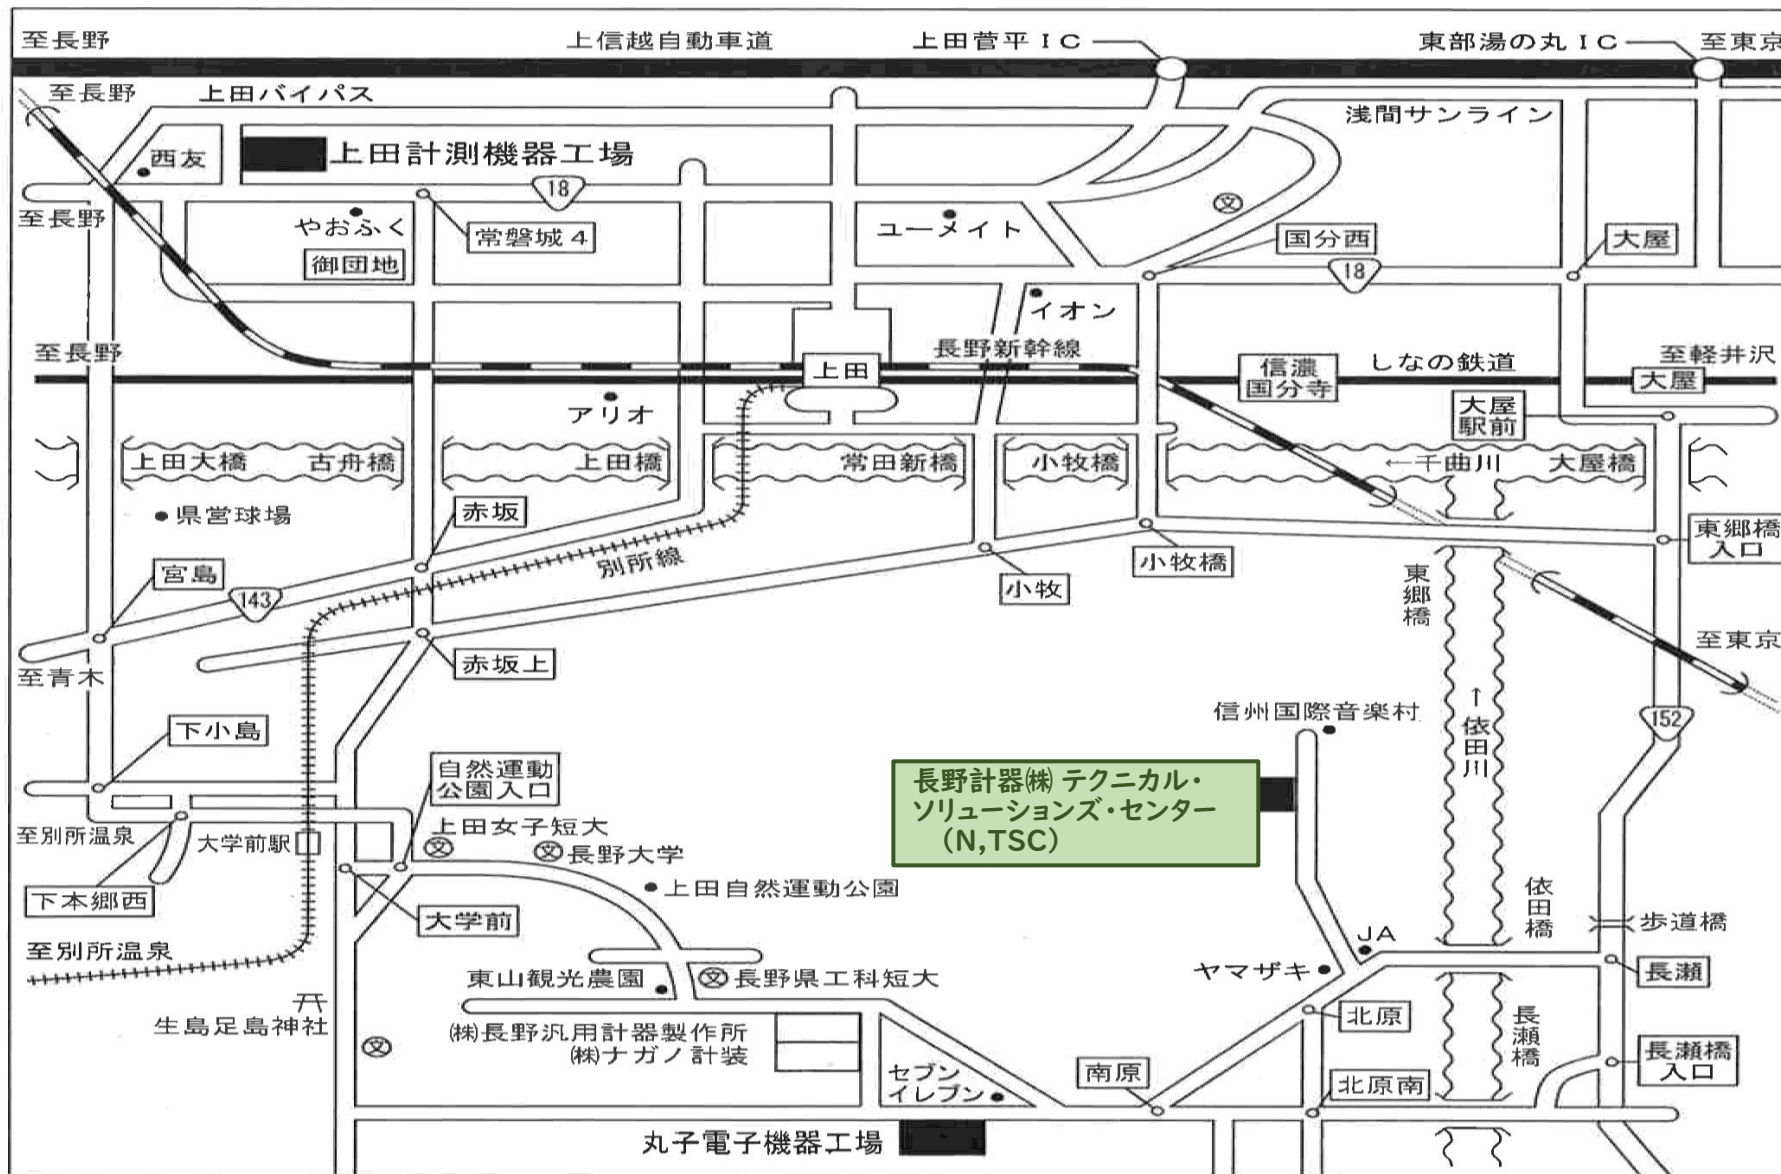 至長野
上信越自動車道
上田菅平IC
東部湯の丸IC
至東京
至長野
上田バイパス
浅間サンライン
西友
上田計測機器工場
18
至長野
やおふく
常磐城4
ユーメイト
国分西
大屋
御団地
18
イオン
至長野
長野新幹線
しなの鉄道
至軽井沢
上田
信濃
国分寺
大屋
アリオ
大屋
駅前
上田大橋
古舟橋
上田橋
常田新橋
小牧橋
←千曲川
大屋橋
県営球場
赤坂
東郷橋
入口
別所線
宮島
小牧
小牧橋
東郷橋
143
至東京
至青木
赤坂上
信州国際音楽村
152
下小島
↑依田川
自然運動
公園入口
長野計器㈱ テクニカル・
ソリューションズ・センター
(N,TSC)
至別所温泉
大学前駅
上田女子短大
文
文
長野大学
上田自然運動公園
下本郷西
大学前
依田橋
歩道橋
至別所温泉
JA
東山観光農園
文
長野県工科短大
ヤマザキ
長瀬
生島足島神社
北原
㈱長野汎用計器製作所
㈱ナガノ計装
文
長瀬橋
長瀬橋
入口
セブン
イレブン
南原
北原南
丸子電子機器工場
文